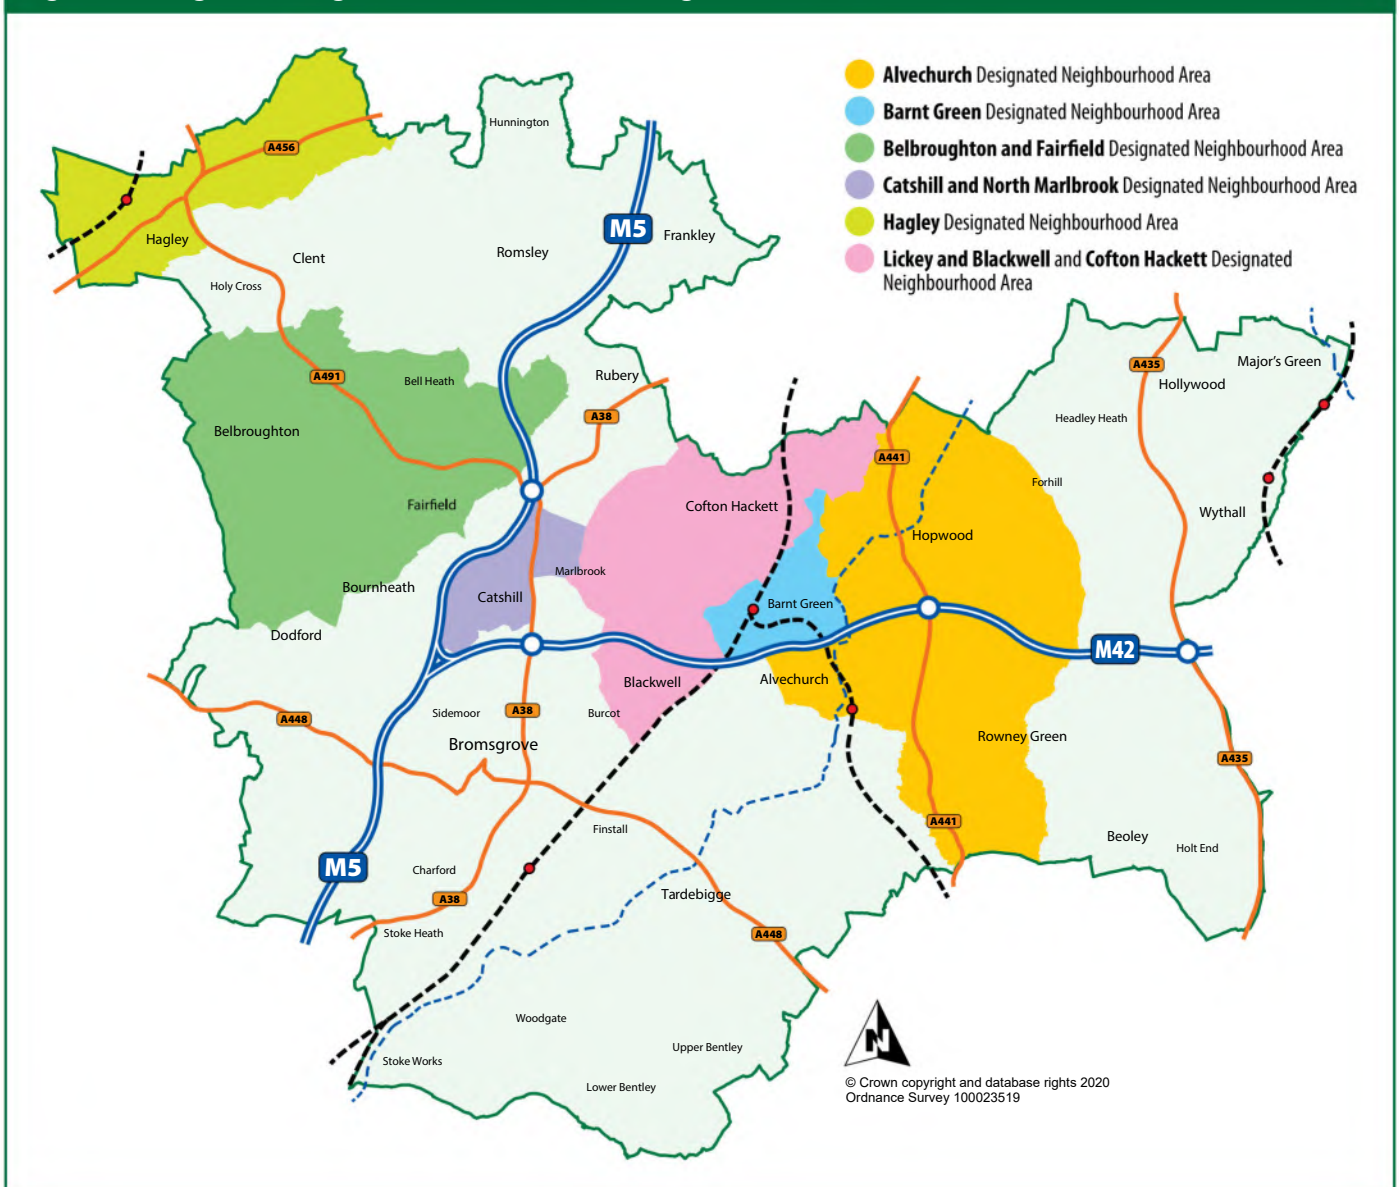 Alvechurch Designated Neighbourhood Area
Barnt Green Designated Neighbourhood Area
Belbroughton and Fairfield Designated Neighbourhood Area
Catshill and North Marlbrook Designated Neighbourhood Area
Hagley Designated Neighbourhood Area
Lickey and Blackwell and Cofton Hackett Designated
Neighbourhood Area
Hunnington
A456
M5
Frankley
Hagley
Romsley
Clent
Holy Cross
A435
Major's Green
Hollywood
Rubery
A491
Bell Heath
A38
Headley Heath
Belbroughton
A441
Forhill
Fairfield
Cofton Hackett
Wythall
Hopwood
Marlbrook
Bournheath
Catshill
Barnt Green
Dodford
M42
Alvechurch
Blackwell
A448
Sidemoor
A38
Burcot
Bromsgrove
Rowney Green
A435
A441
Finstall
Beoley
Holt End
M5
Charford
A38
Tardebigge
Stoke Heath
A448
Woodgate
N
Upper Bentley
Stoke Works
Lower Bentley
© Crown copyright and database rights 2020
Ordnance Survey 100023519